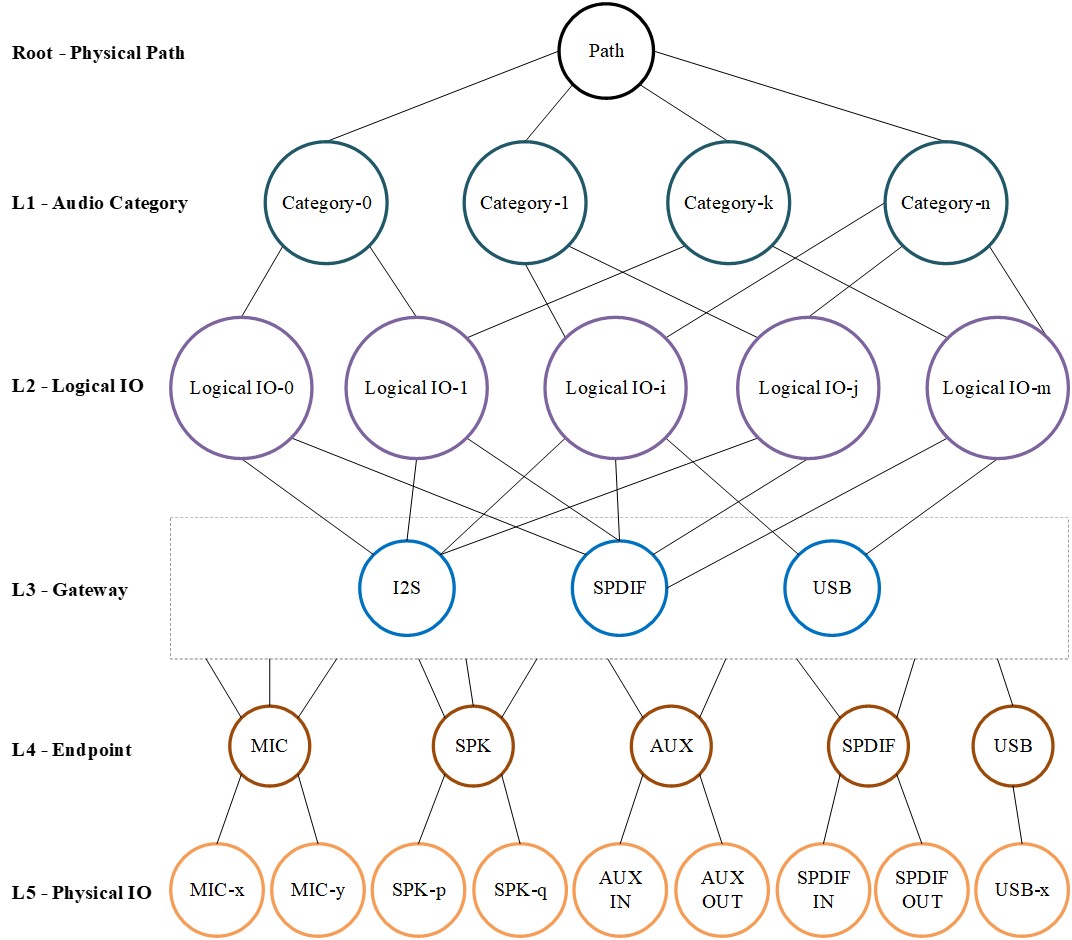 Root - Physical Path
Path
L1 - Audio Category
Category-0
Category-1
Category-k
Category-n
L2 - Logical IO
Logical IO-0
Logical IO-1
Logical IO-i
Logical IO-j
Logical IO-m
L3 - Gateway
I2S
SPDIF
USB
L4 - Endpoint
MIC
SPK
AUX
SPDIF
USB
L5 - Physical IO
MIC-x
MIC-y
SPK-p
SPK-q
AUX
IN
AUX
OUT
SPDIF
IN
SPDIF
OUT
USB-x